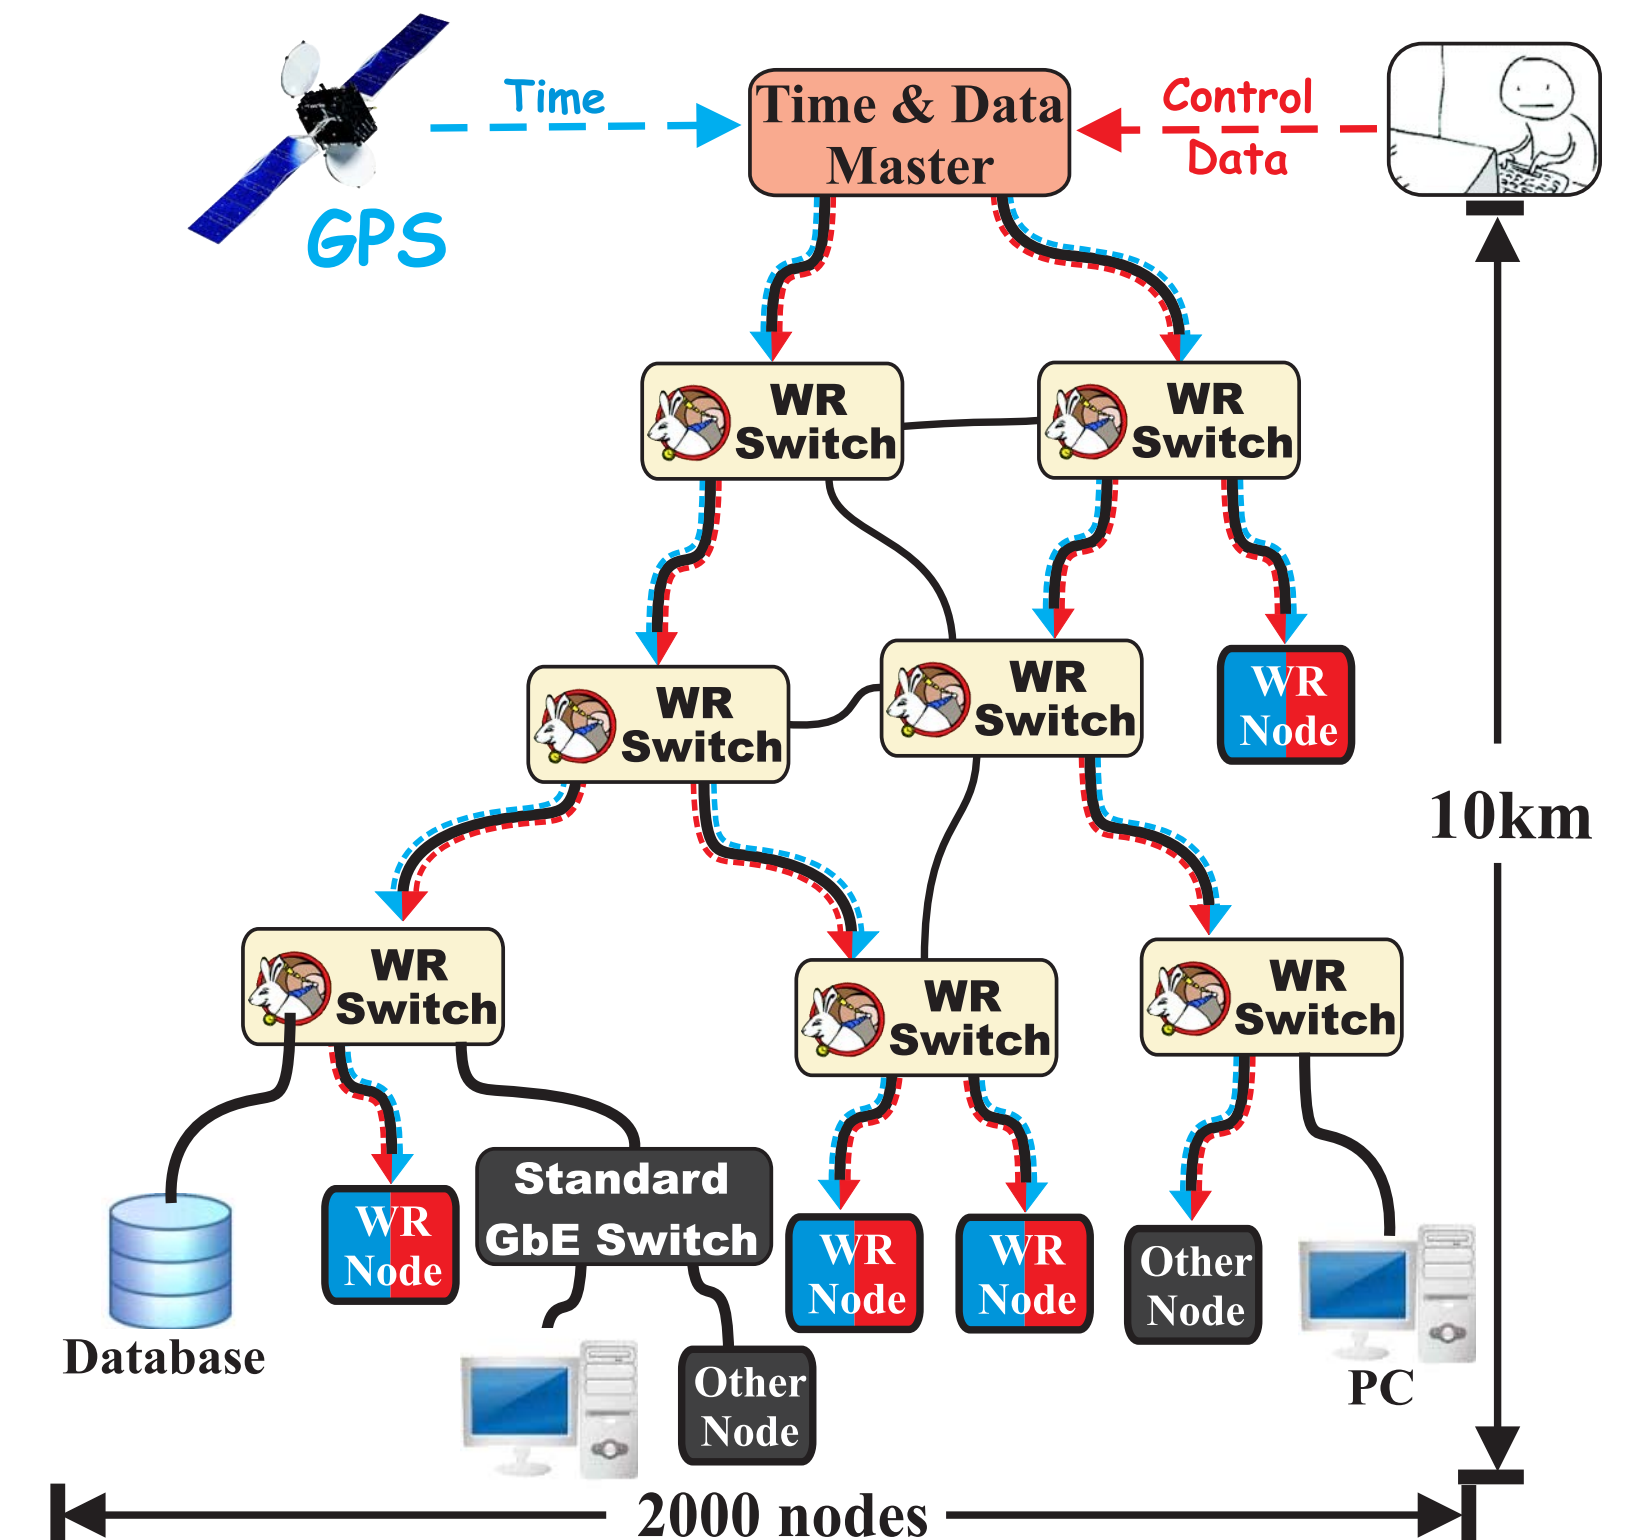 Time
Time & Data
Master
Control
Data
GPS
WR
Switch
WR
Switch
WR
Switch
WR
Switch
WR
Node
10km
WR
Switch
WR
Switch
WR
Switch
Standard
GbE Switch
WR
Node
WR
Node
WR
Node
Other
Node
Database
PC
Other
Node
2000 nodes